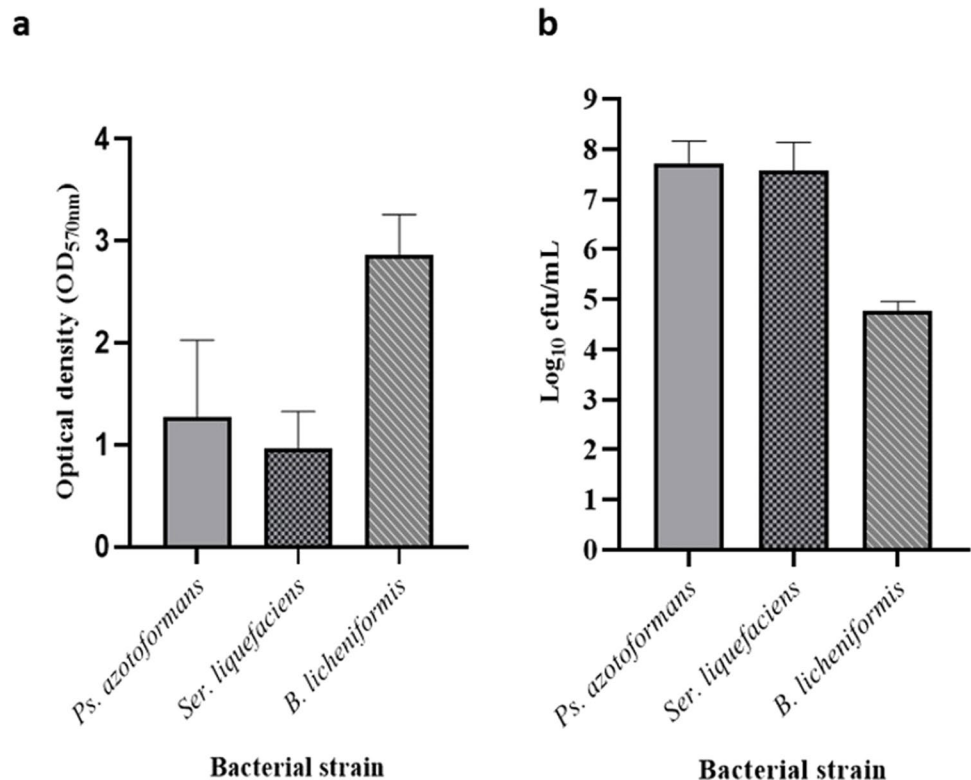 a
Optical density (OD570nm)
4
3
2
1
0
Ps. azotoformans
Ser. liquefaciens
B. licheniformis
Bacterial strain
b
Log10 cfu/mL
9
8
7
6
5
4
3
2
1
0
Ps. azotoformans
Ser. liquefaciens
B. licheniformis
Bacterial strain